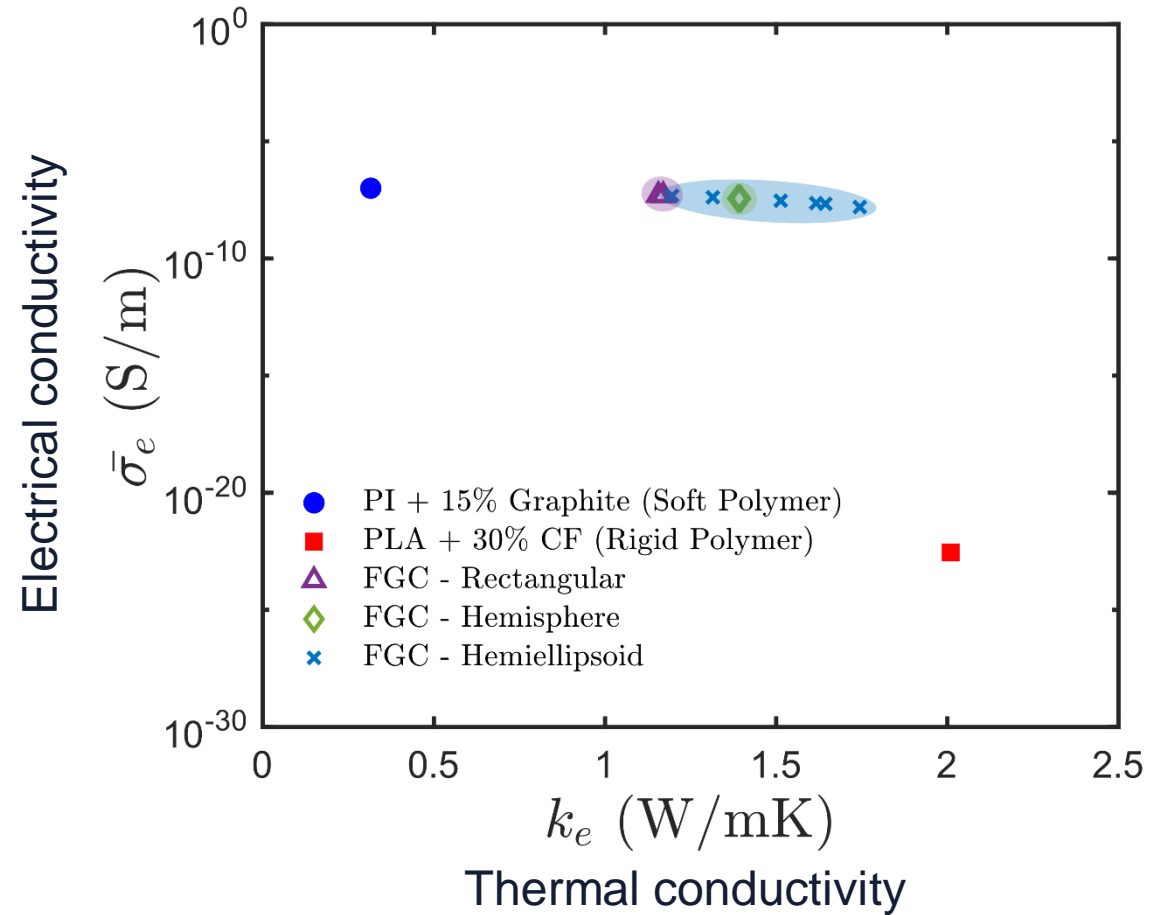 10^0
10^-10
10^-20
10^-30
Electrical conductivity
σ̄_e (S/m)
PI + 15% Graphite (Soft Polymer)
PLA + 30% CF (Rigid Polymer)
FGC - Rectangular
FGC - Hemisphere
FGC - Hemiellipsoid
0 0.5 1 1.5 2 2.5
k_e (W/mK)
Thermal conductivity